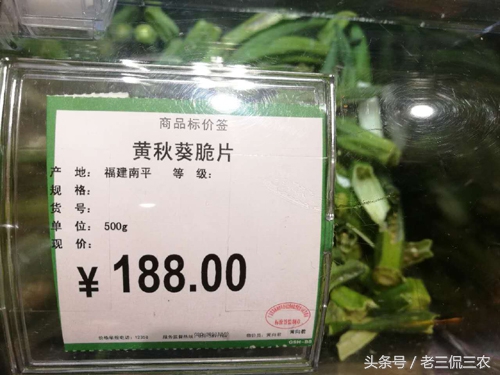 商品标价签
黄秋葵脆片
产 地: 福建南平 等 级:
规 格:
货 号:
单 位: 500g
现 价:
¥ 188.00
头条号 / 老三侃三农